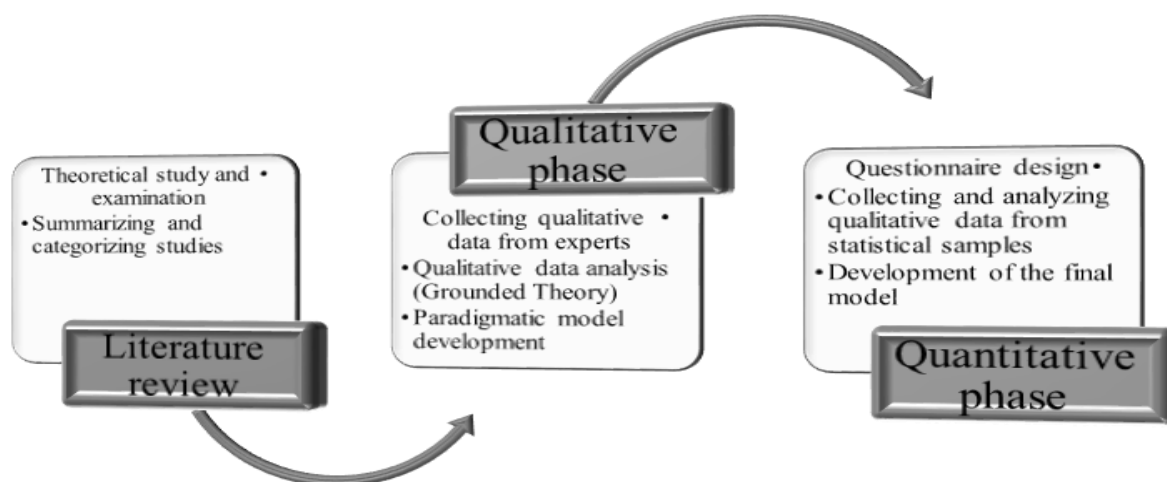 Theoretical study and •
examination
• Summarizing and
categorizing studies
Literature
review
Qualitative
phase
Collecting qualitative •
data from experts
• Qualitative data analysis
(Grounded Theory)
• Paradigmatic model
development
Questionnaire design •
• Collecting and analyzing
qualitative data from
statistical samples
• Development of the final
model
Quantitative
phase